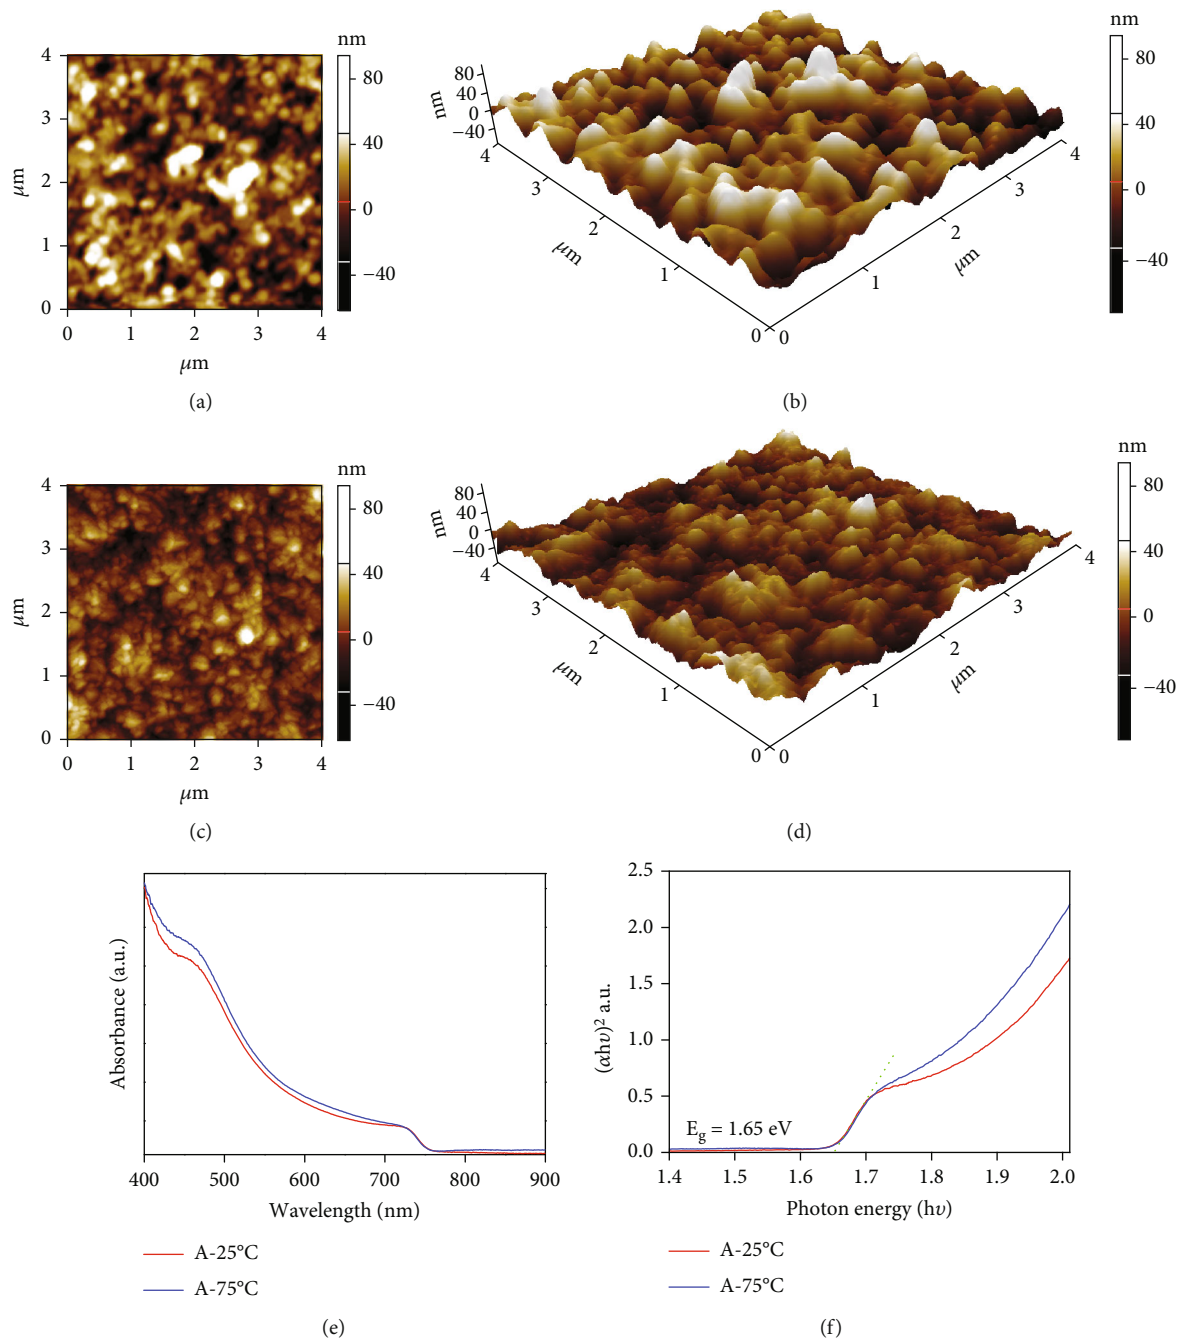 nm
4
3
2
1
0
μm
0 1 2 3 4
μm
80
40
0
−40
(a)
nm
80
40
0
−40
4
3
2
1
0
μm
0
1
2
3
4
μm
nm
80
40
0
−40
(b)
nm
4
3
2
1
0
μm
0 1 2 3 4
μm
80
40
0
−40
(c)
nm
80
40
0
−40
4
3
2
1
0
μm
0
1
2
3
4
μm
nm
80
40
0
−40
(d)
Absorbance (a.u.)
400 500 600 700 800 900
Wavelength (nm)
A-25°C
A-75°C
(e)
(αhυ)² a.u.
2.5
2.0
1.5
1.0
0.5
0.0
E_g = 1.65 eV
1.4 1.5 1.6 1.7 1.8 1.9 2.0
Photon energy (hυ)
A-25°C
A-75°C
(f)